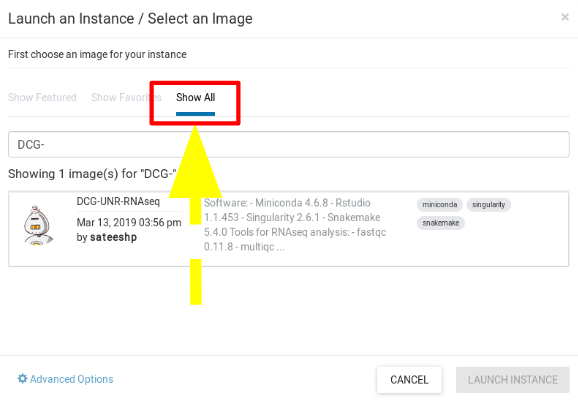 Launch an Instance / Select an Image
×
First choose an image for your instance
Show Featured Show Favorites Show All
DCG-
Showing 1 image(s) for "DCG-"
DCG-UNR-RNAseq
Mar 13, 2019 03:56 pm
by sateeshp
Software: - Miniconda 4.6.8 - Rstudio
1.1.453 - Singularity 2.6.1 - Snakemake
5.4.0 Tools for RNAseq analysis: - fastqc
0.11.8 - multiqc ...
miniconda singularity
snakemake
Advanced Options
CANCEL
LAUNCH INSTANCE